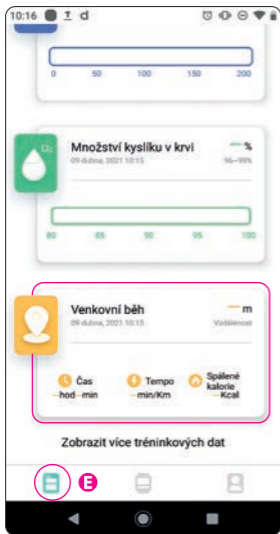 10:16
0 50 100 150 200
O₂
Množství kyslíku v krvi
-- %
09 dubna, 2021 10:15
96~99%
80 85 90 95 100
Venkovní běh
-- m
09 dubna, 2021 10:15
Vzdálenost
Čas
--hod--min
Tempo
--min/Km
Spálené
kalorie
--Kcal
Zobrazit více tréninkových dat
E